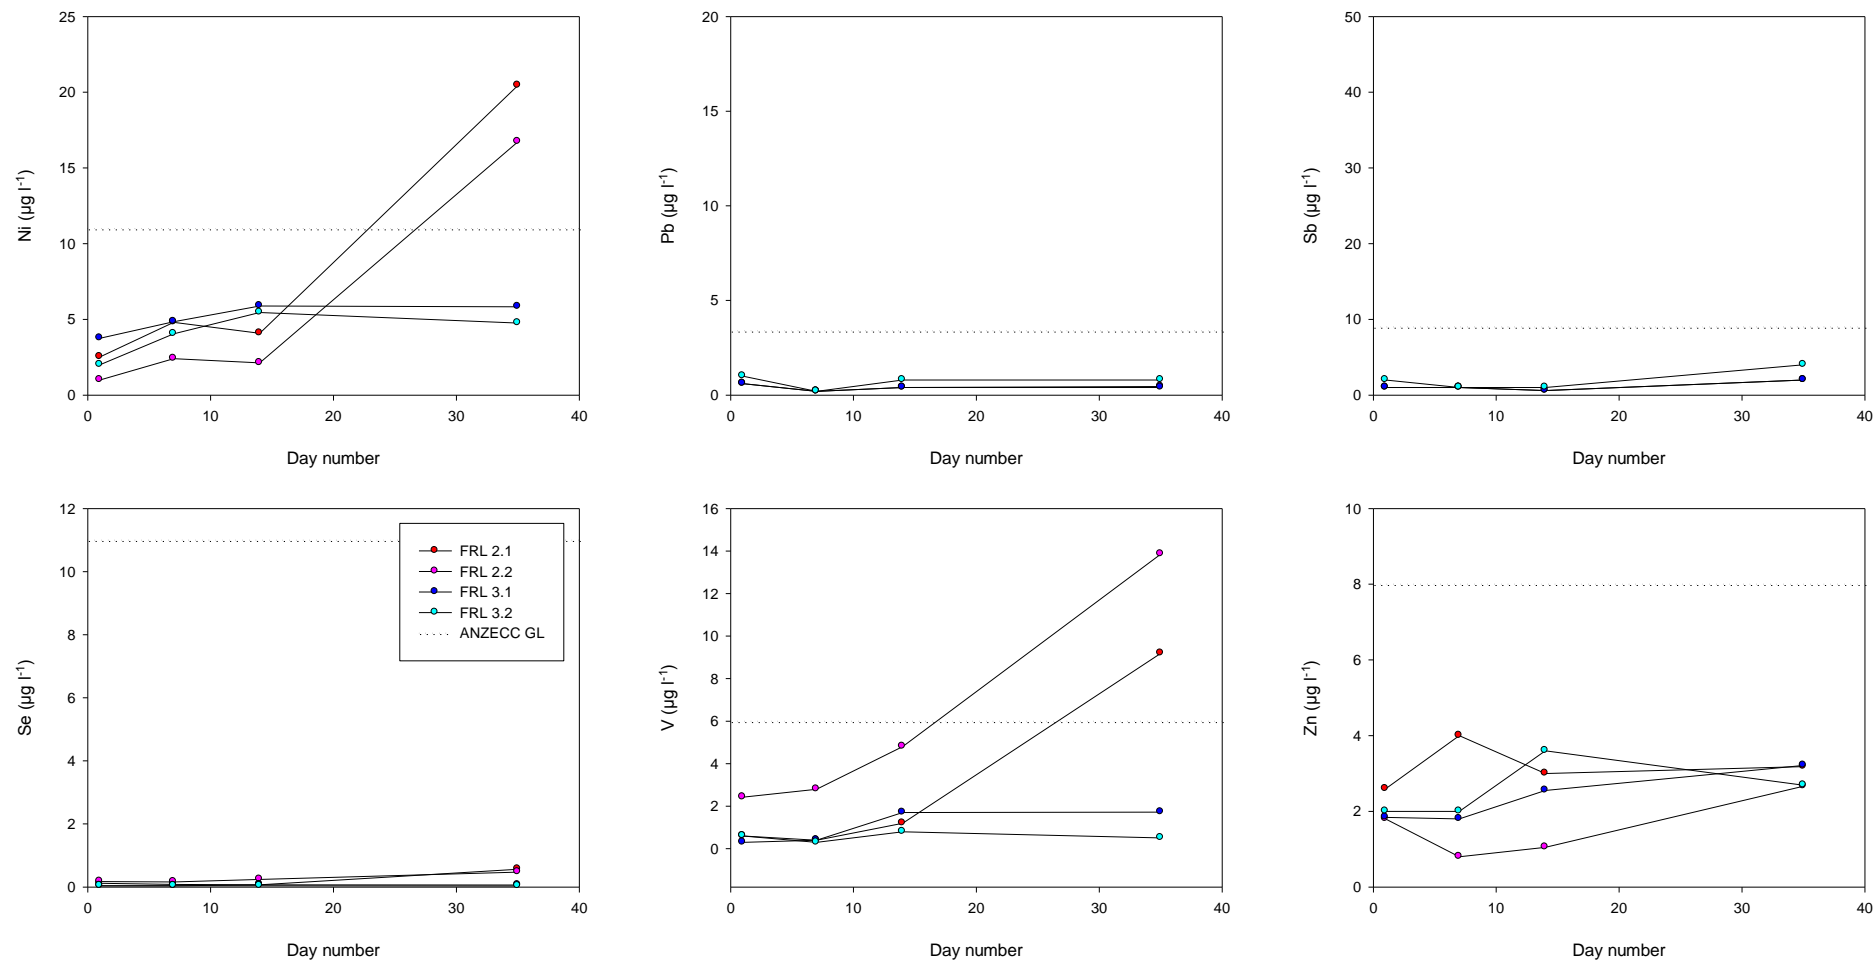 25
20
15
10
5
0
Ni (µg l-1)
0 10 20 30 40
Day number
20
15
10
5
0
Pb (µg l-1)
0 10 20 30 40
Day number
50
40
30
20
10
0
Sb (µg l-1)
0 10 20 30 40
Day number
12
10
8
6
4
2
0
Se (µg l-1)
0 10 20 30 40
Day number
FRL 2.1
FRL 2.2
FRL 3.1
FRL 3.2
ANZECC GL
16
14
12
10
8
6
4
2
0
V (µg l-1)
0 10 20 30 40
Day number
10
8
6
4
2
0
Zn (µg l-1)
0 10 20 30 40
Day number